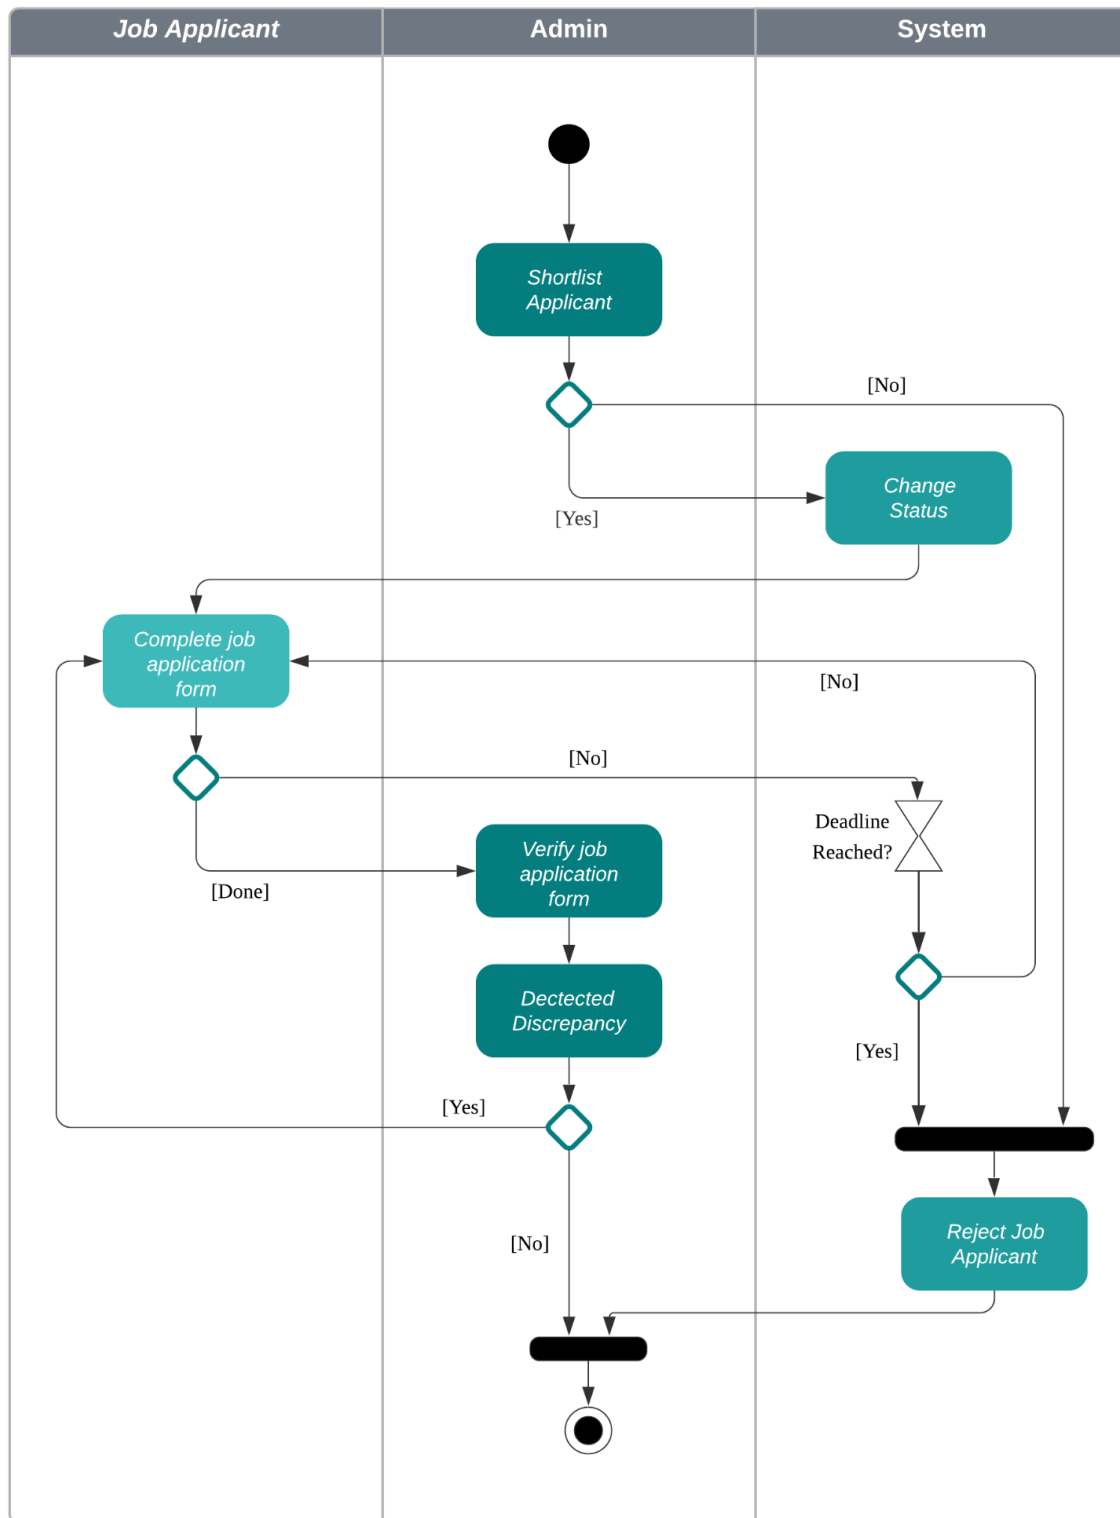 Job Applicant
Admin
System
Shortlist
Applicant
[No]
Change
Status
[Yes]
Complete job
application
form
[No]
[No]
Deadline
Reached?
Verify job
application
form
[Done]
Dectected
Discrepancy
[Yes]
[Yes]
[No]
Reject Job
Applicant